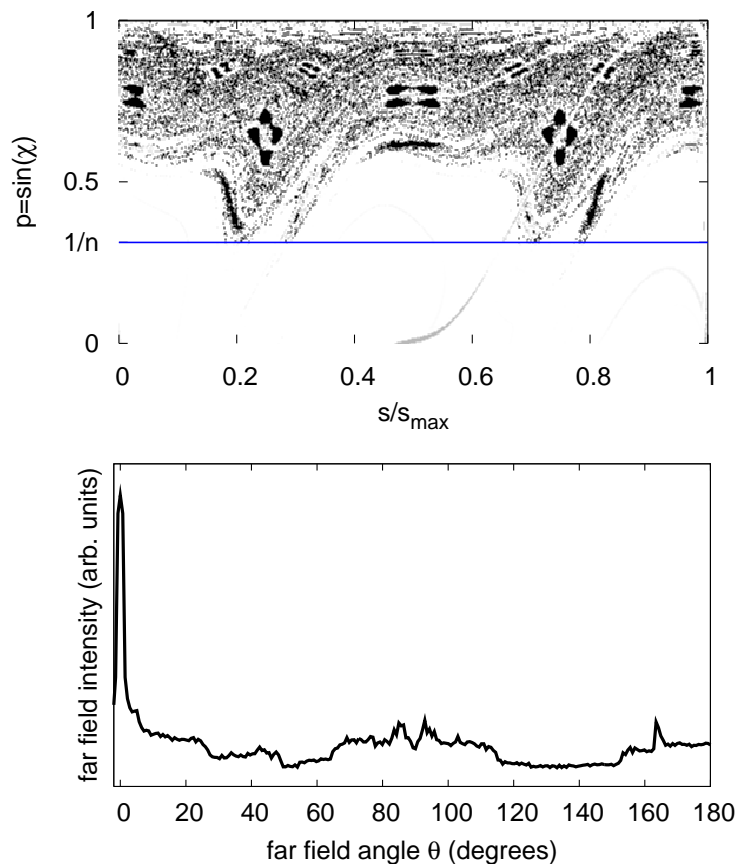 1
0.5
1/n
0
p=sin(χ)
0 0.2 0.4 0.6 0.8 1
s/smax
far field intensity (arb. units)
0 20 40 60 80 100 120 140 160 180
far field angle θ (degrees)